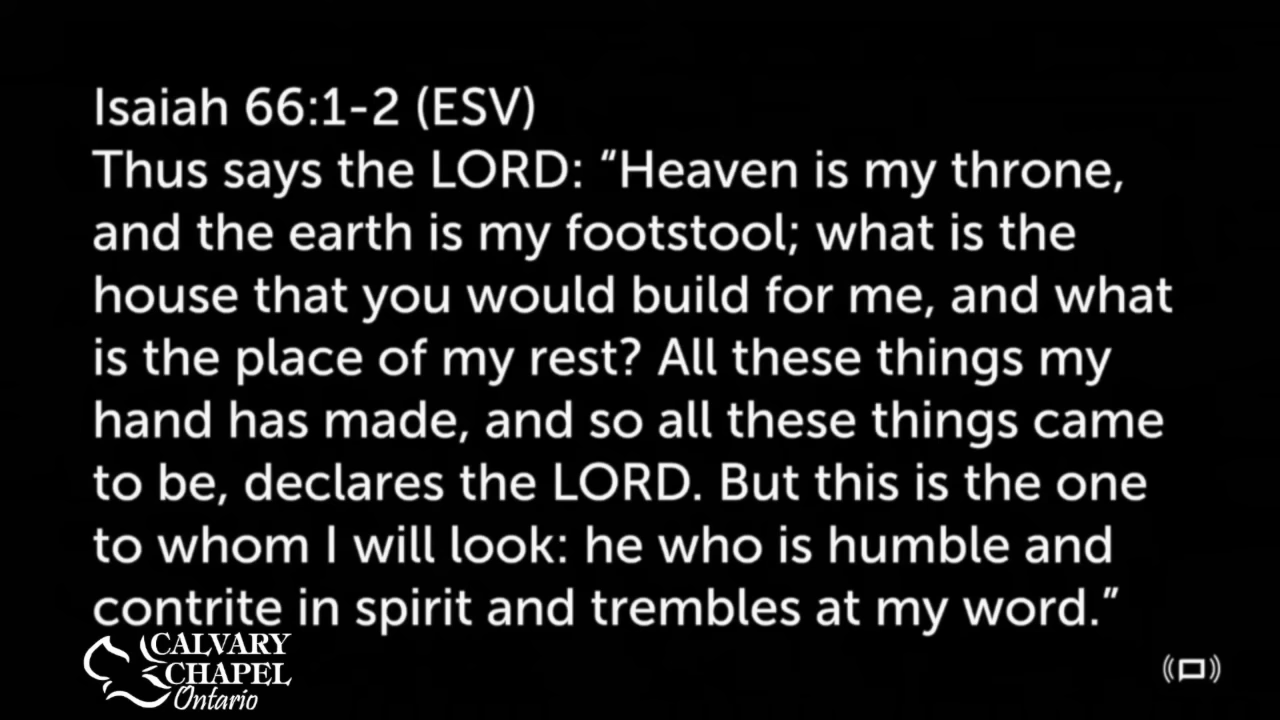 Isaiah 66:1-2 (ESV)
Thus says the LORD: “Heaven is my throne,
and the earth is my footstool; what is the
house that you would build for me, and what
is the place of my rest? All these things my
hand has made, and so all these things came
to be, declares the LORD. But this is the one
to whom I will look: he who is humble and
contrite in spirit and trembles at my word.”
CALVARY
CHAPEL
Ontario